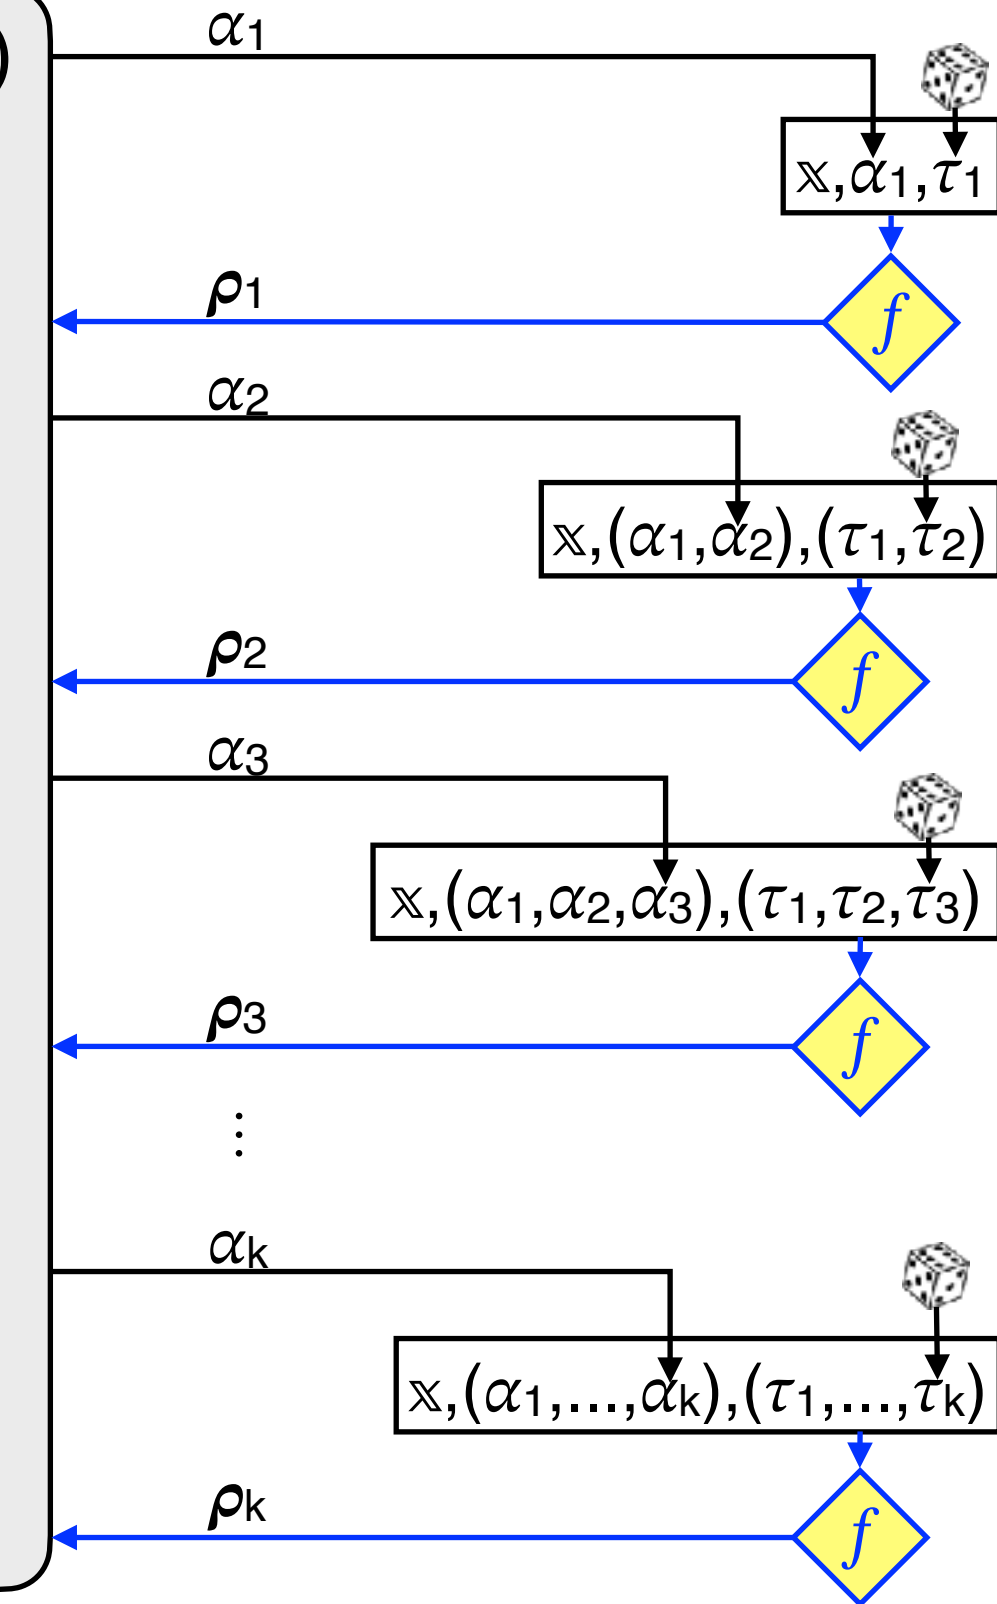 )
α1
𝕩,α1,τ1
ρ1
f
α2
𝕩,(α1,α2),(τ1,τ2)
ρ2
f
α3
𝕩,(α1,α2,α3),(τ1,τ2,τ3)
ρ3
f
⋮
αk
𝕩,(α1,...,αk),(τ1,...,τk)
ρk
f